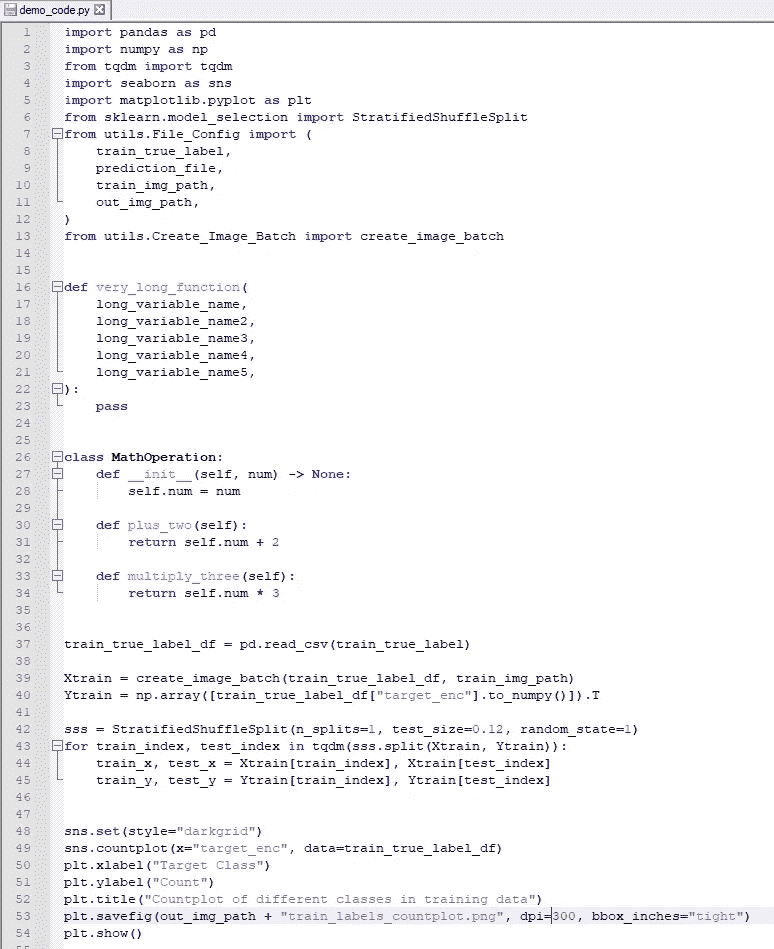 demo_code.py
1 import pandas as pd
2 import numpy as np
3 from tqdm import tqdm
4 import seaborn as sns
5 import matplotlib.pyplot as plt
6 from sklearn.model_selection import StratifiedShuffleSplit
7 from utils.File_Config import (
8     train_true_label,
9     prediction_file,
10     train_img_path,
11     out_img_path,
12 )
13 from utils.Create_Image_Batch import create_image_batch
14
15
16 def very_long_function(
17     long_variable_name,
18     long_variable_name2,
19     long_variable_name3,
20     long_variable_name4,
21     long_variable_name5,
22 ):
23     pass
24
25
26 class MathOperation:
27     def __init__(self, num) -> None:
28         self.num = num
29
30     def plus_two(self):
31         return self.num + 2
32
33     def multiply_three(self):
34         return self.num * 3
35
36
37 train_true_label_df = pd.read_csv(train_true_label)
38
39 Xtrain = create_image_batch(train_true_label_df, train_img_path)
40 Ytrain = np.array([train_true_label_df["target_enc"].to_numpy()]).T
41
42 sss = StratifiedShuffleSplit(n_splits=1, test_size=0.12, random_state=1)
43 for train_index, test_index in tqdm(sss.split(Xtrain, Ytrain)):
44     train_x, test_x = Xtrain[train_index], Xtrain[test_index]
45     train_y, test_y = Ytrain[train_index], Ytrain[test_index]
46
47
48 sns.set(style="darkgrid")
49 sns.countplot(x="target_enc", data=train_true_label_df)
50 plt.xlabel("Target Class")
51 plt.ylabel("Count")
52 plt.title("Countplot of different classes in training data")
53 plt.savefig(out_img_path + "train_labels_countplot.png", dpi=300, bbox_inches="tight")
54 plt.show()